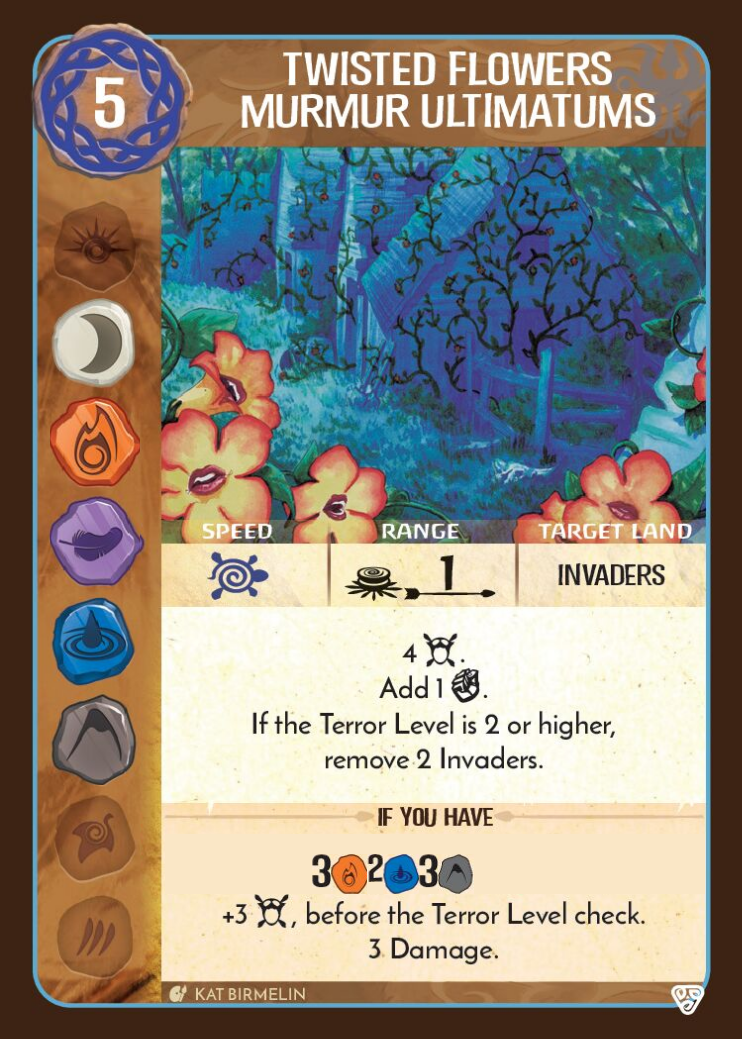 5
TWISTED FLOWERS
MURMUR ULTIMATUMS
SPEED
RANGE
TARGET LAND
1
INVADERS
4 .
Add 1 .
If the Terror Level is 2 or higher,
remove 2 Invaders.
IF YOU HAVE
3 2 3
+3 , before the Terror Level check.
3 Damage.
KAT BIRMELIN